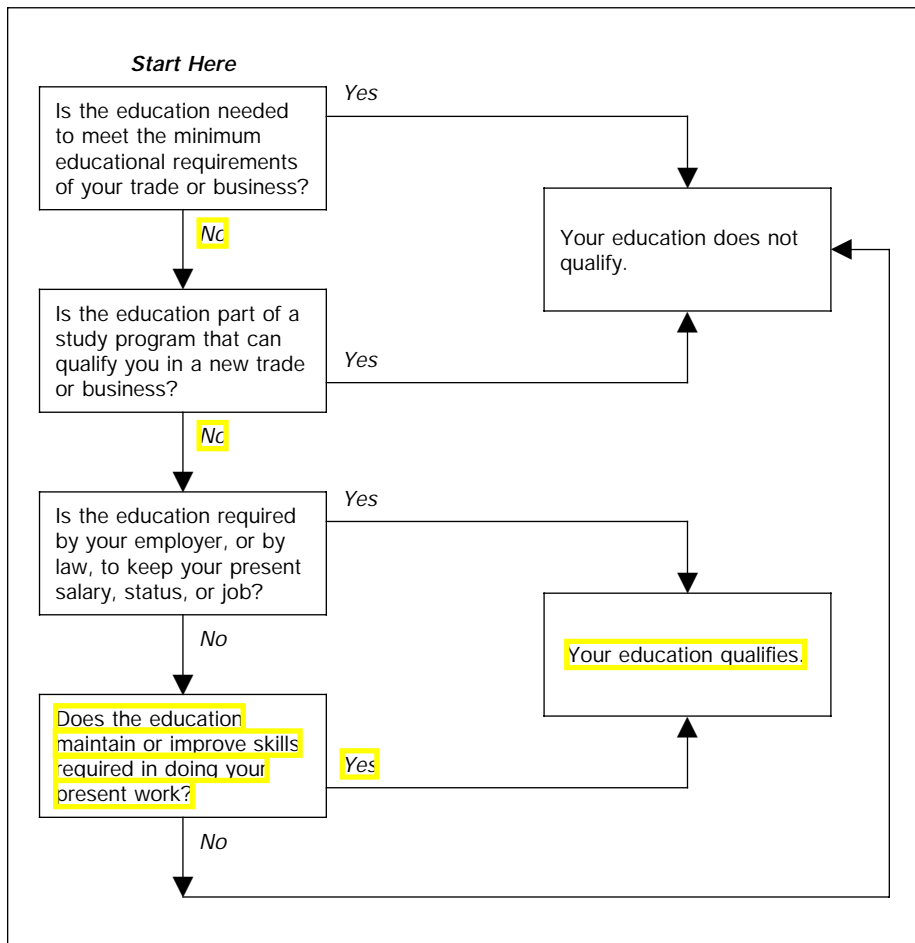 Start Here
Is the education needed
to meet the minimum
educational requirements
of your trade or business?
Yes
No
Your education does not
qualify.
Is the education part of a
study program that can
qualify you in a new trade
or business?
Yes
No
Is the education required
by your employer, or by
law, to keep your present
salary, status, or job?
Yes
No
Your education qualifies.
Does the education
maintain or improve skills
required in doing your
present work?
Yes
No